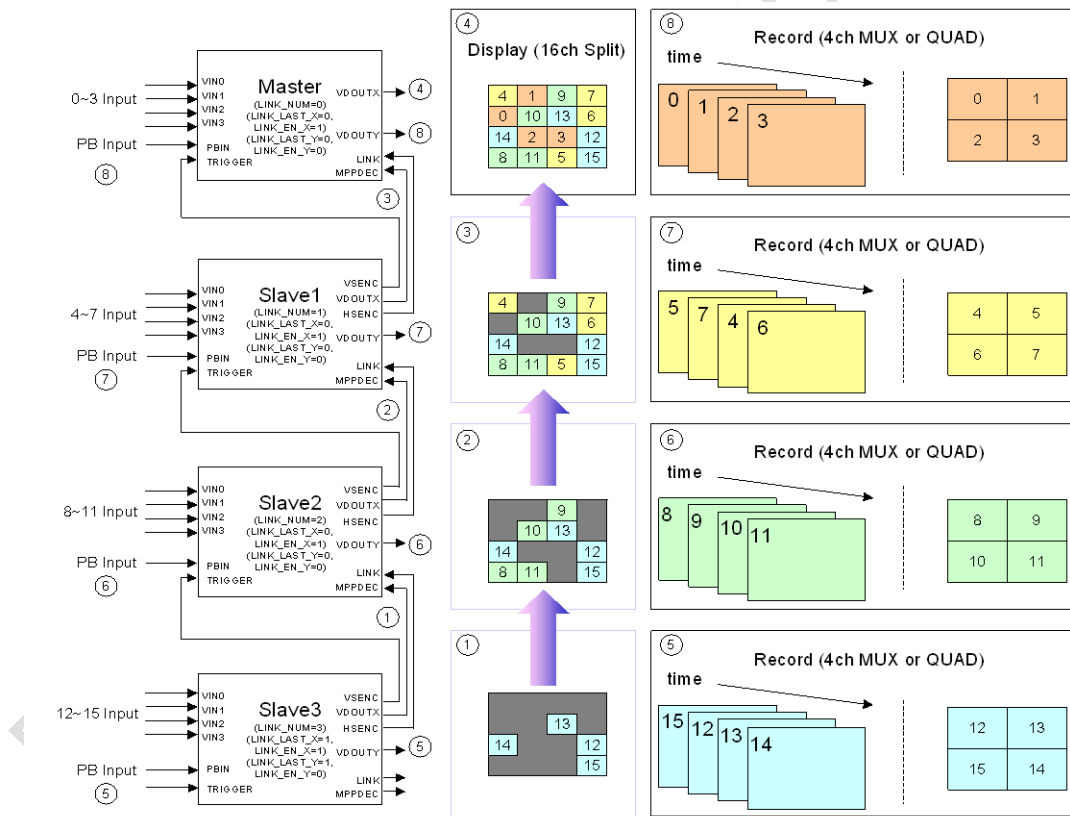 0~3 Input
PB Input
8
VIN0
VIN1
VIN2
VIN3
PBIN
TRIGGER
Master
(LINK_NUM=0)
(LINK_LAST_X=0,
LINK_EN_X=1)
(LINK_LAST_Y=0,
LINK_EN_Y=0)
VDOUTX
4
VDOUTY
8
LINK
MPPDEC
3
4~7 Input
PB Input
7
VIN0
VIN1
VIN2
VIN3
PBIN
TRIGGER
Slave1
(LINK_NUM=1)
(LINK_LAST_X=0,
LINK_EN_X=1)
(LINK_LAST_Y=0,
LINK_EN_Y=0)
VSENC
VDOUTX
HSENC
VDOUTY
7
LINK
MPPDEC
2
8~11 Input
PB Input
6
VIN0
VIN1
VIN2
VIN3
PBIN
TRIGGER
Slave2
(LINK_NUM=2)
(LINK_LAST_X=0,
LINK_EN_X=1)
(LINK_LAST_Y=0,
LINK_EN_Y=0)
VSENC
VDOUTX
HSENC
VDOUTY
6
LINK
MPPDEC
1
12~15 Input
PB Input
5
VIN0
VIN1
VIN2
VIN3
PBIN
TRIGGER
Slave3
(LINK_NUM=3)
(LINK_LAST_X=1,
LINK_EN_X=1)
(LINK_LAST_Y=1,
LINK_EN_Y=0)
VSENC
VDOUTX
HSENC
VDOUTY
5
LINK
MPPDEC
4
Display (16ch Split)
4 1 9 7
0 10 13 6
14 2 3 12
8 11 5 15
3
4 9 7
10 13 6
14 12
8 11 5 15
2
9
10 13
14 12
8 11 15
1
13
14 12
15
8
Record (4ch MUX or QUAD)
time
0 1 2 3
0 1
2 3
7
Record (4ch MUX or QUAD)
time
5 7 4 6
4 5
6 7
6
Record (4ch MUX or QUAD)
time
8 9 10 11
8 9
10 11
5
Record (4ch MUX or QUAD)
time
15 12 13 14
12 13
15 14